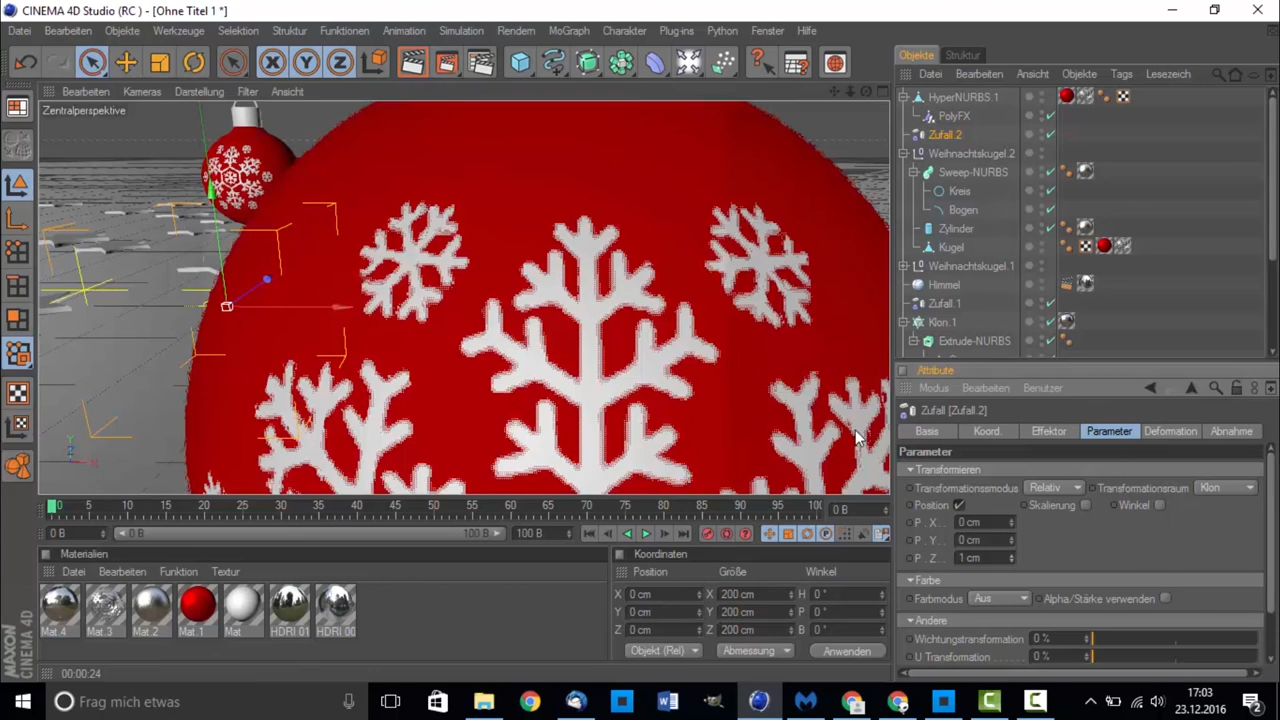 CINEMA 4D Studio (RC ) - [Ohne Titel 1 *]
Datei Bearbeiten Objekte Werkzeuge Selektion Struktur Funktionen Animation Simulation Rendern MoGraph Charakter Plug-ins Python Fenster Hilfe
X Y Z
Objekte Struktur
Datei Bearbeiten Ansicht Objekte Tags Lesezeich
Bearbeiten Kameras Darstellung Filter Ansicht
Zentralperspektive
HyperNURBS.1
PolyFX
Zufall.2
Weihnachtskugel.2
Sweep-NURBS
Kreis
Bogen
Zylinder
Kugel
Weihnachtskugel.1
Himmel
Zufall.1
Klon.1
Extrude-NURBS
Attribute
Modus Bearbeiten Benutzer
Zufall [Zufall.2]
Basis Koord. Effektor Parameter Deformation Abnahme
Parameter
Transformieren
Transformationsmodus Relativ Transformationsraum Klon
Position Skalierung Winkel
P . X . . 0 cm
P . Y . . 0 cm
P . Z . . 1 cm
Farbe
Farbmodus Aus Alpha/Stärke verwenden
Andere
Wichtungstransformation 0 %
U Transformation 0 %
0 5 10 15 20 25 30 35 40 45 50 55 60 65 70 75 80 85 90 95 100 0 B
0 B 0 B 100 B 100 B
Materialien
Datei Bearbeiten Funktion Textur
Mat.4 Mat.3 Mat.2 Mat.1 Mat HDRI 01 HDRI 00
Koordinaten
Position Größe Winkel
X 0 cm X 200 cm H 0 °
Y 0 cm Y 200 cm P 0 °
Z 0 cm Z 200 cm B 0 °
Objekt (Rel) Abmessung Anwenden
MAXON
CINEMA 4D
00:00:24
Frag mich etwas
17:03
23.12.2016
2